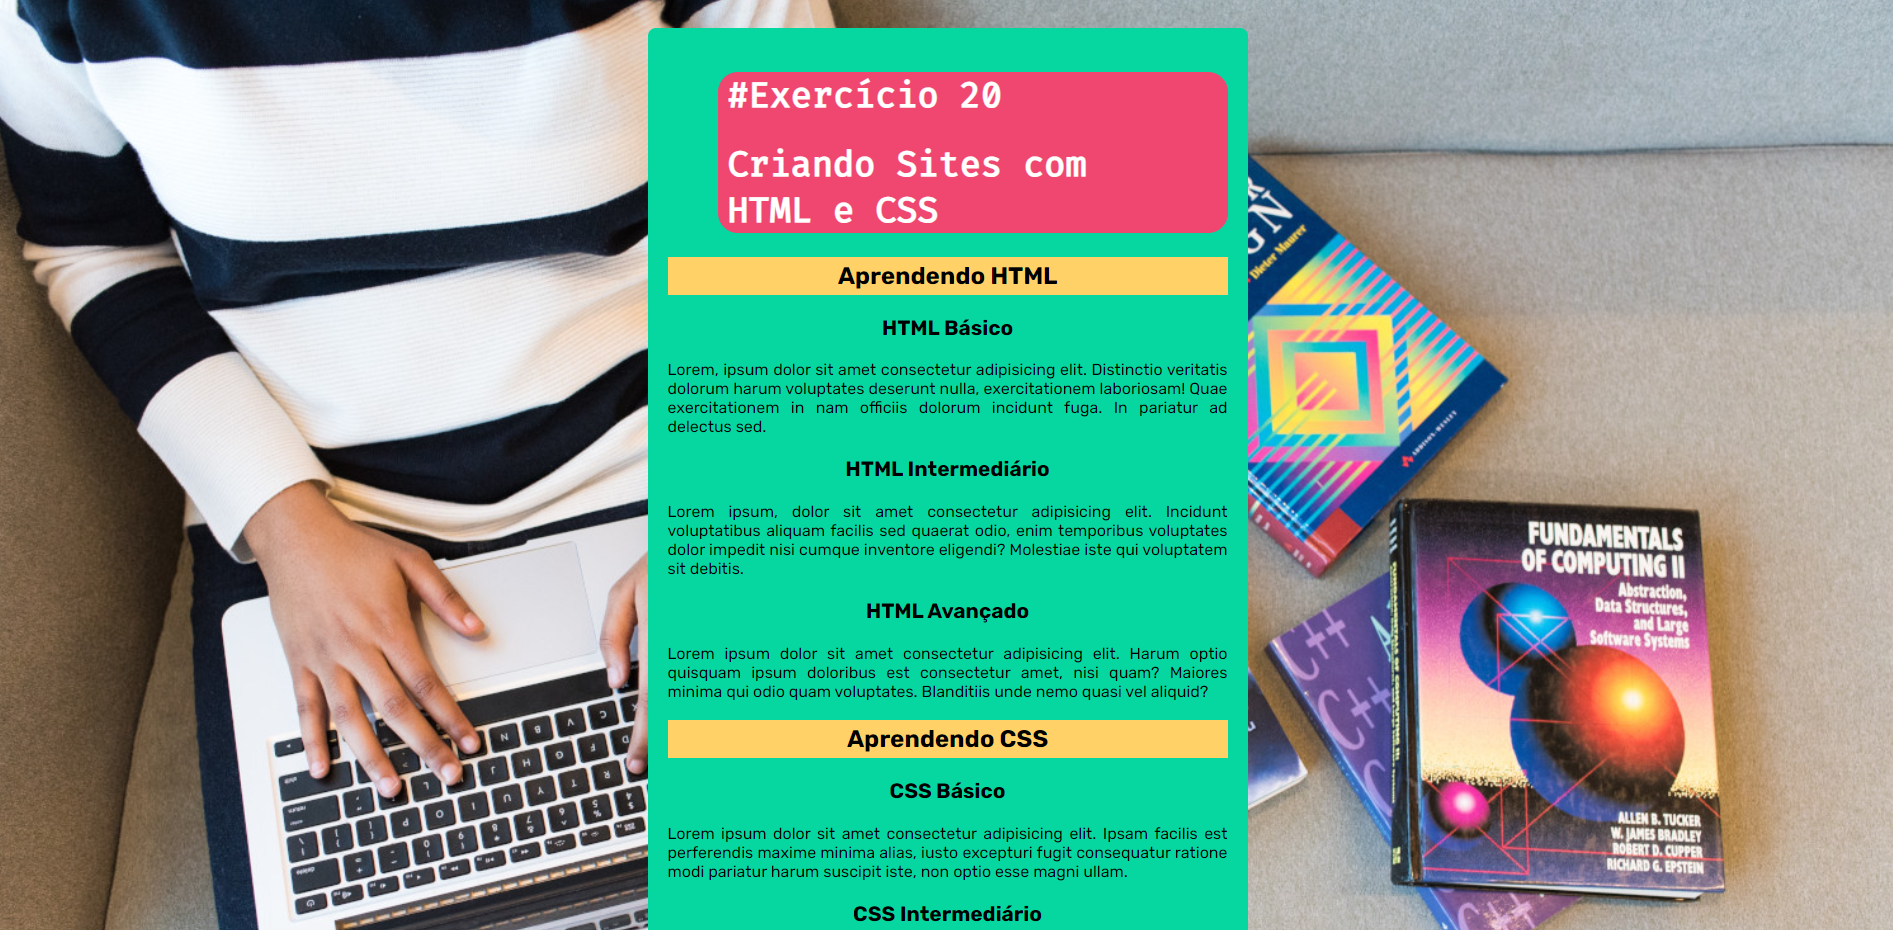 #Exercício 20
Criando Sites com
HTML e CSS
Aprendendo HTML
HTML Básico
Lorem, ipsum dolor sit amet consectetur adipisicing elit. Distinctio veritatis
dolorum harum voluptates deserunt nulla, exercitationem laboriosam! Quae
exercitationem in nam officiis dolorum incidunt fuga. In pariatur ad
delectus sed.
HTML Intermediário
Lorem ipsum, dolor sit amet consectetur adipisicing elit. Incidunt
voluptatibus aliquam facilis sed quaerat odio, enim temporibus voluptates
dolor impedit nisi cumque inventore eligendi? Molestiae iste qui voluptatem
sit debitis.
HTML Avançado
Lorem ipsum dolor sit amet consectetur adipisicing elit. Harum optio
quisquam ipsum doloribus est consectetur amet, nisi quam? Maiores
minima qui odio quam voluptates. Blanditiis unde nemo quasi vel aliquid?
Aprendendo CSS
CSS Básico
Lorem ipsum dolor sit amet consectetur adipisicing elit. Ipsam facilis est
perferendis maxime minima alias, iusto excepturi fugit consequatur ratione
modi pariatur harum suscipit iste, non optio esse magni ullam.
CSS Intermediário
Dieter Maurer
ADDISON-WESLEY
FUNDAMENTALS
OF COMPUTING II
Abstraction,
Data Structures,
and Large
Software Systems
ALLEN B. TUCKER
W. JAMES BRADLEY
ROBERT D. CUPPER
RICHARD G. EPSTEIN
C++
C++
C++
C++